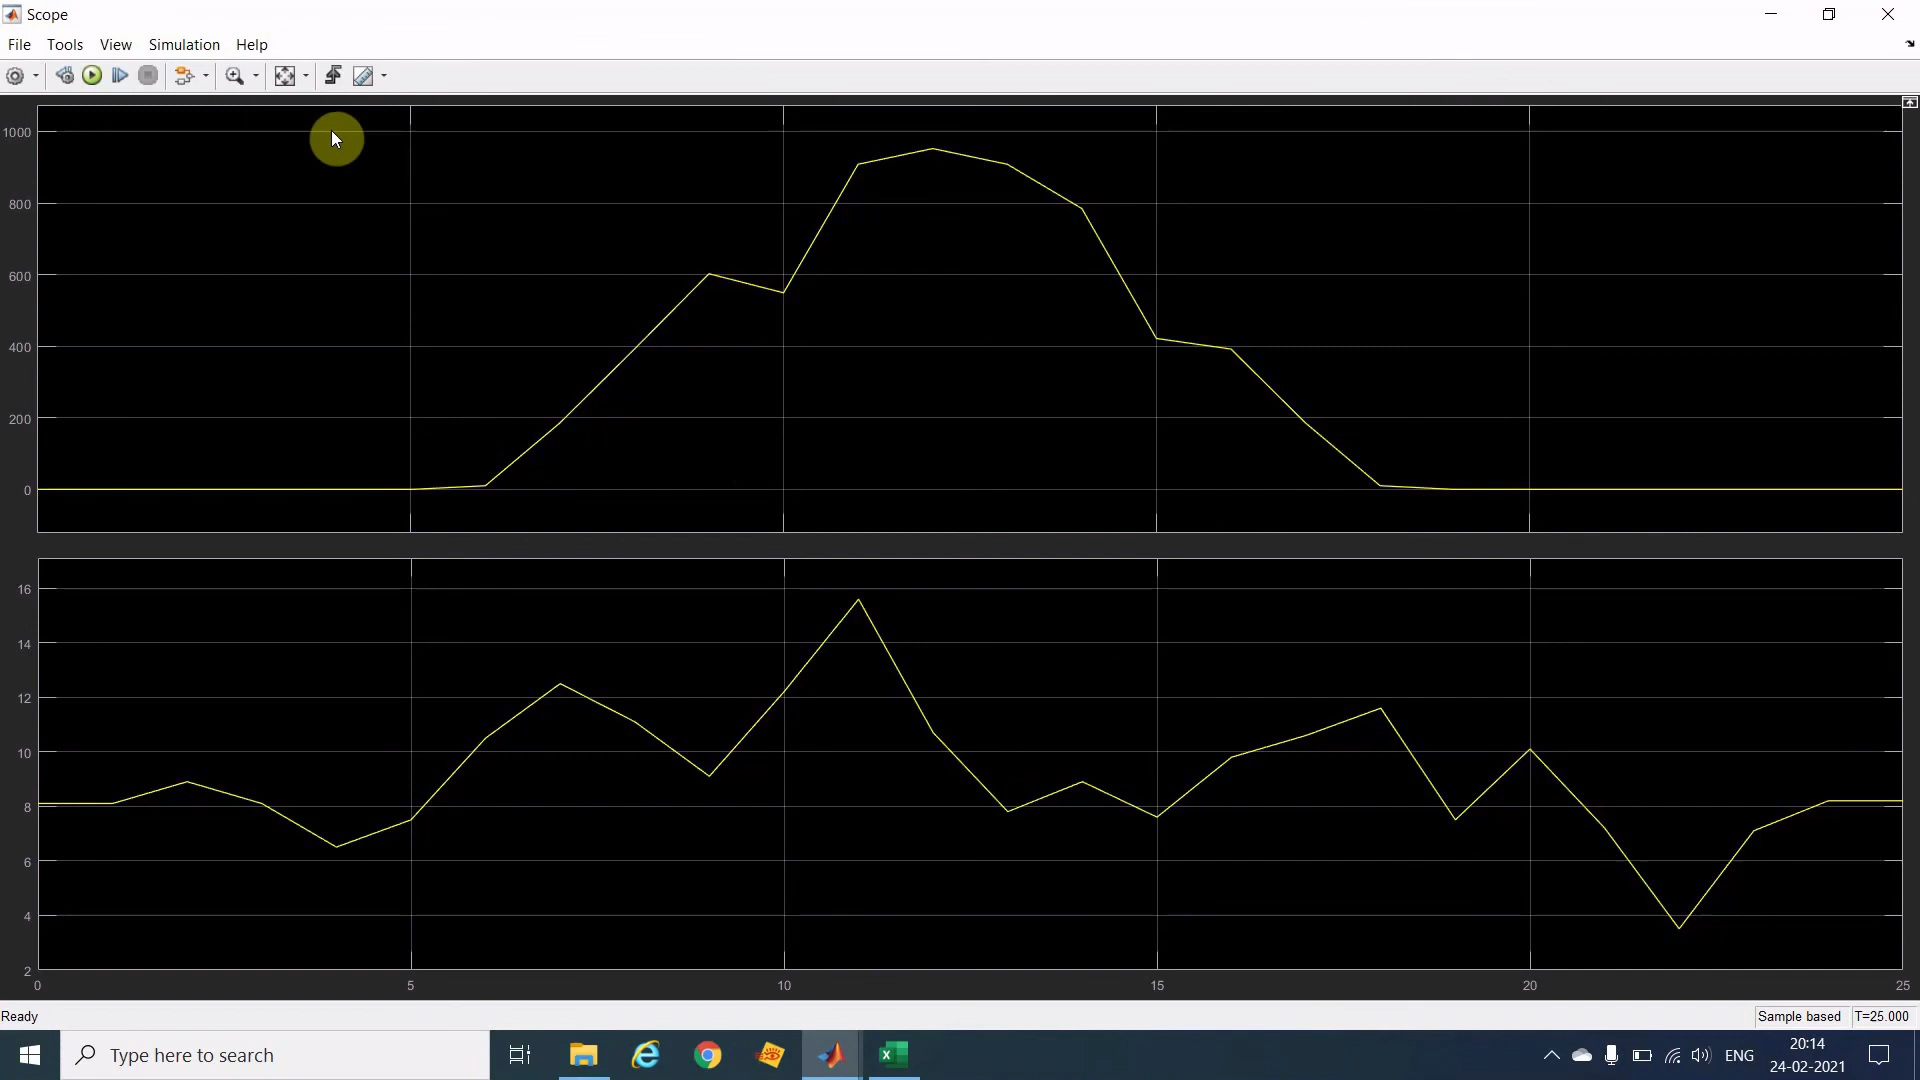 Scope
File Tools View Simulation Help
1000
800
600
400
200
0
16
14
12
10
8
6
4
2
0 5 10 15 20 25
Ready
Sample based T=25.000
Type here to search
ENG
20:14
24-02-2021